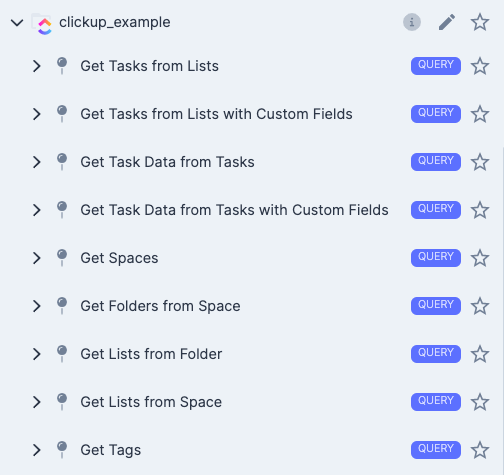 clickup_example
Get Tasks from Lists QUERY
Get Tasks from Lists with Custom Fields QUERY
Get Task Data from Tasks QUERY
Get Task Data from Tasks with Custom Fields QUERY
Get Spaces QUERY
Get Folders from Space QUERY
Get Lists from Folder QUERY
Get Lists from Space QUERY
Get Tags QUERY